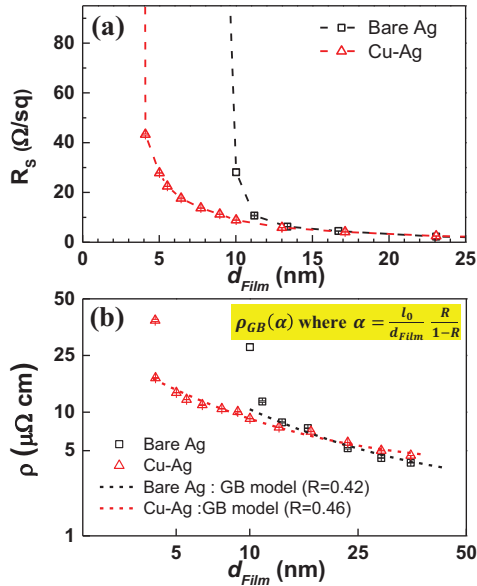 (a)
Bare Ag
Cu-Ag
R_S (Ω/sq)
80
60
40
20
0
0 5 10 15 20 25
d_Film (nm)
(b)
ρ_GB(α) where α = l_0/d_Film R/1−R
ρ (μΩ cm)
50
25
10
5
1
Bare Ag
Cu-Ag
Bare Ag : GB model (R=0.42)
Cu-Ag :GB model (R=0.46)
5 10 25 50
d_Film (nm)